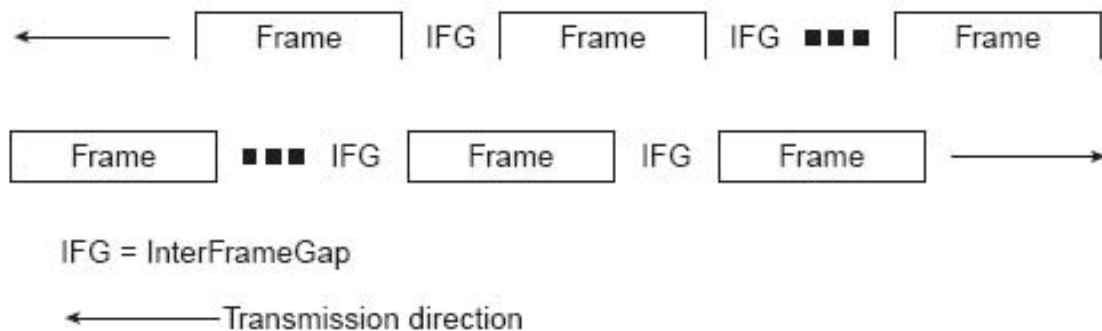 Frame IFG Frame IFG ■■■ Frame
Frame ■■■ IFG Frame IFG Frame
IFG = InterFrameGap
Transmission direction